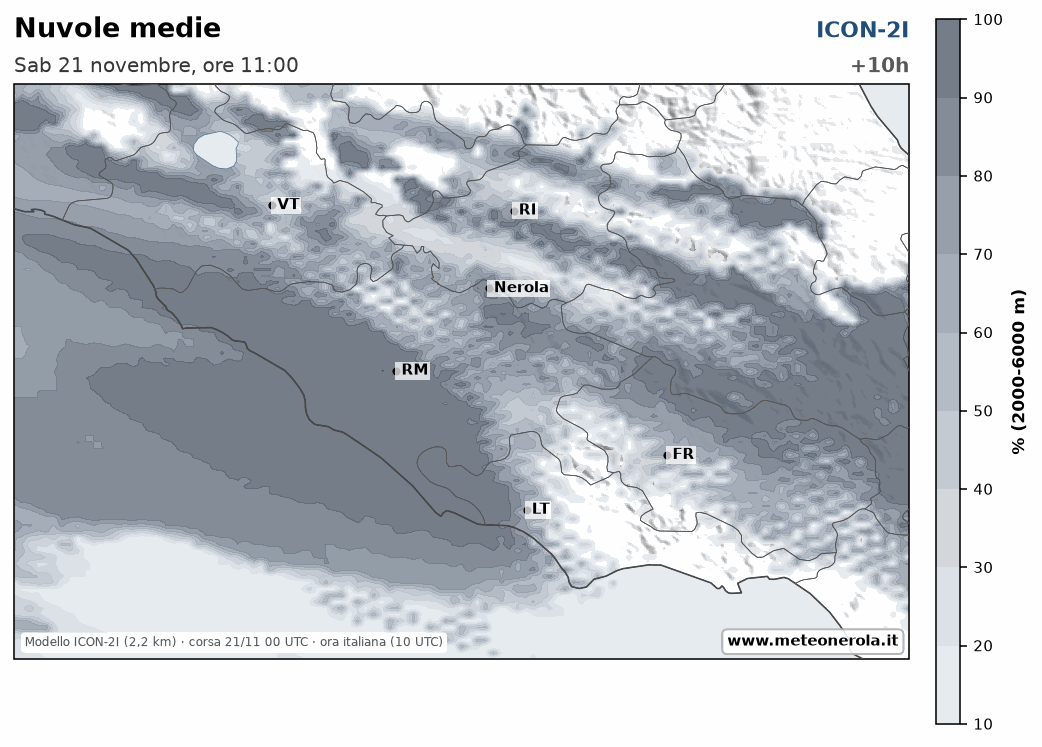 Nuvole medie
ICON-2I
Sab 21 novembre, ore 11:00
+10h
100
90
80
70
60
50
40
30
20
10
% (2000-6000 m)
VT
RI
Nerola
RM
FR
LT
Modello ICON-2I (2,2 km) · corsa 21/11 00 UTC · ora italiana (10 UTC)
www.meteonerola.it